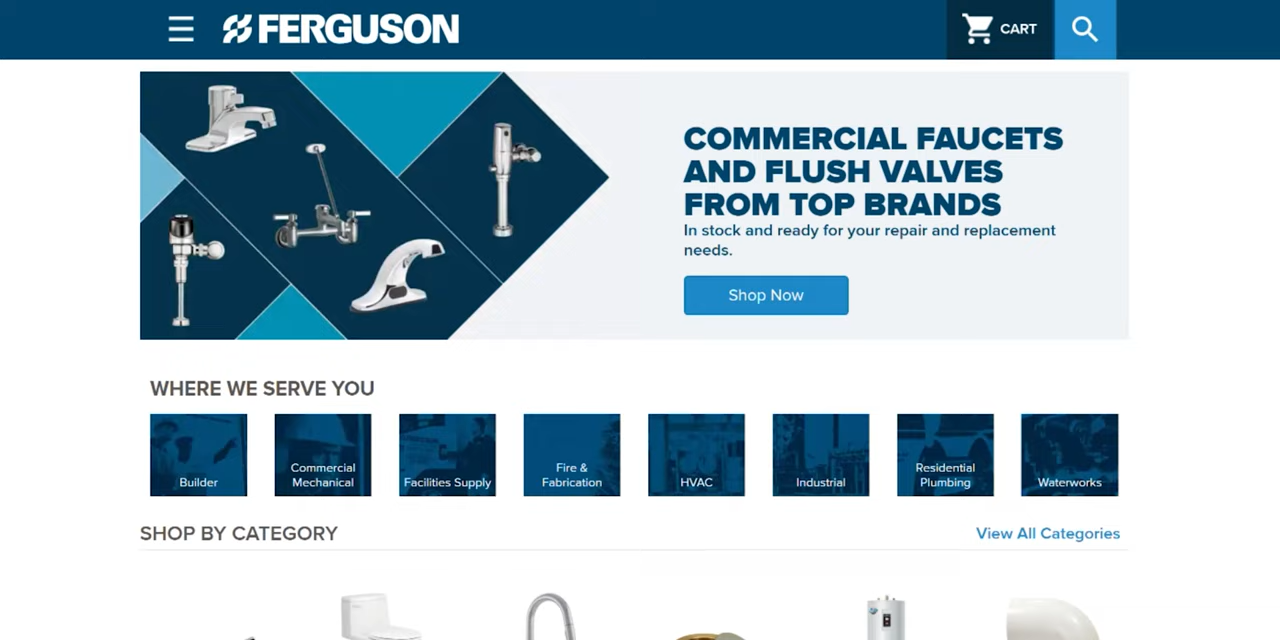 FERGUSON
CART
COMMERCIAL FAUCETS
AND FLUSH VALVES
FROM TOP BRANDS
In stock and ready for your repair and replacement
needs.
Shop Now
WHERE WE SERVE YOU
Builder
Commercial
Mechanical
Facilities Supply
Fire &
Fabrication
HVAC
Industrial
Residential
Plumbing
Waterworks
SHOP BY CATEGORY
View All Categories